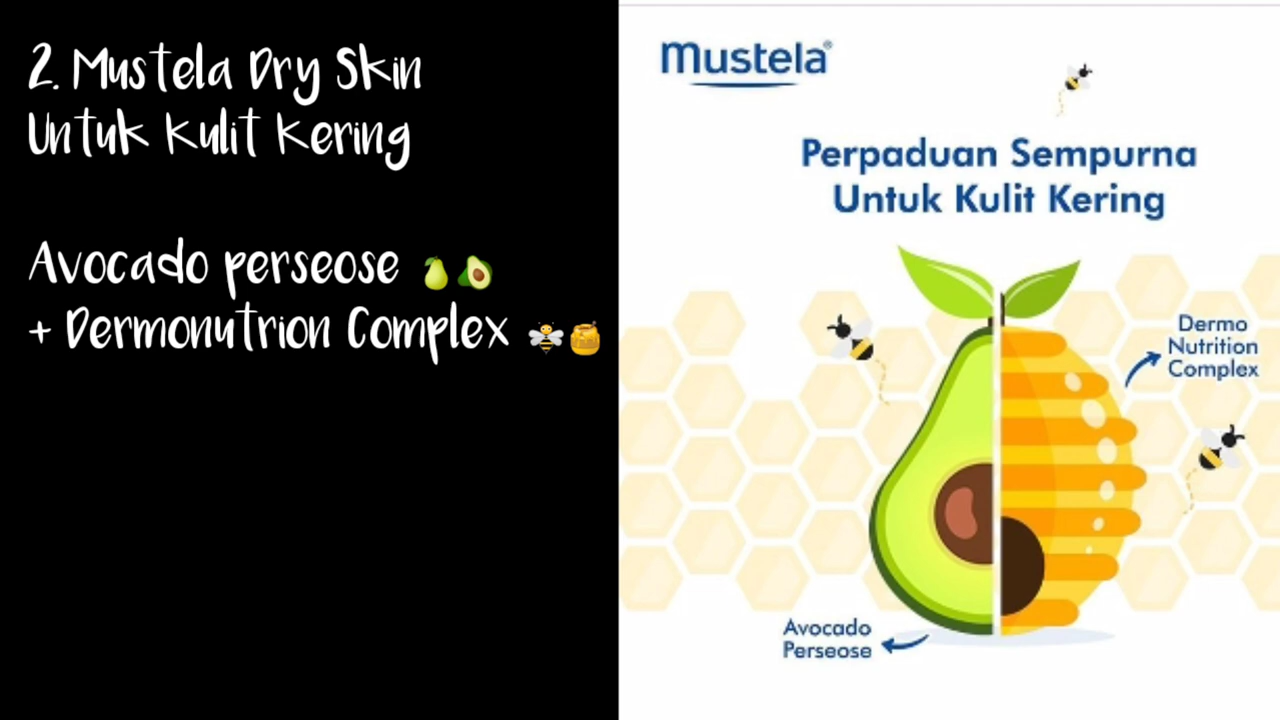 2. Mustela Dry Skin
Untuk Kulit Kering
Avocado perseose 🍐🥑
+ Dermonutrion Complex 🐝🍯
mustela®
Perpaduan Sempurna
Untuk Kulit Kering
Dermo
Nutrition
Complex
Avocado
Perseose